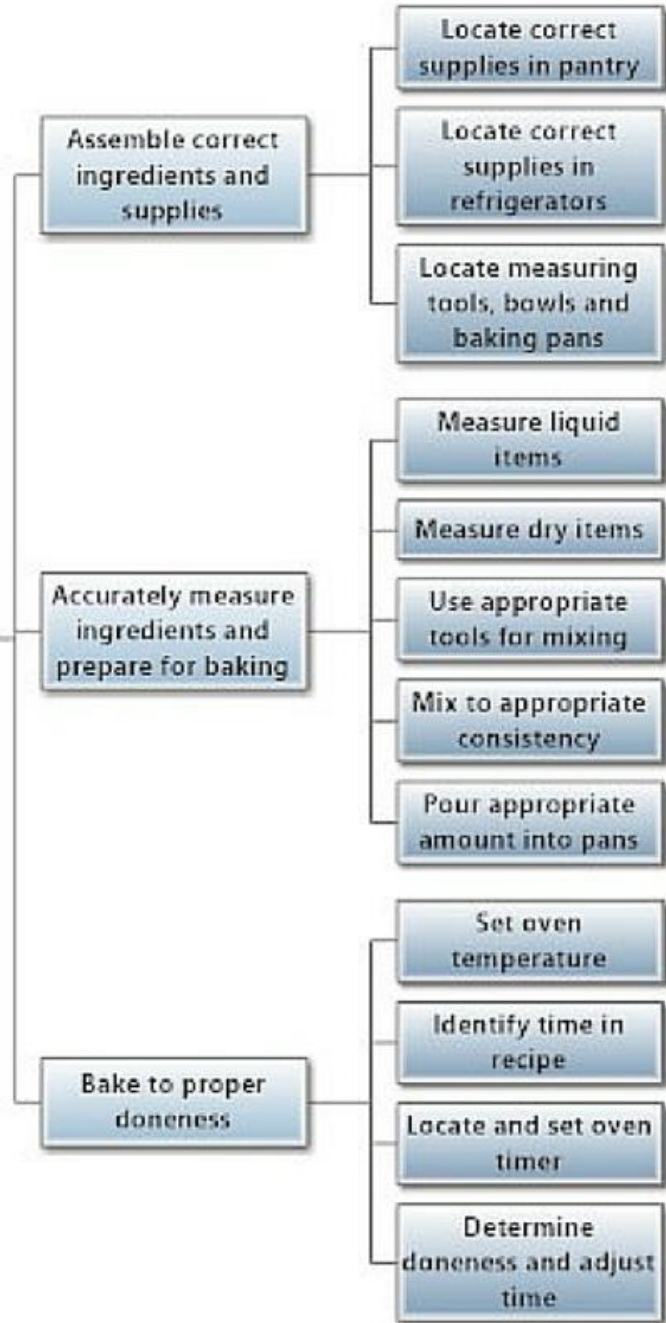 Locate correct
supplies in pantry
Assemble correct
ingredients and
supplies
Locate correct
supplies in
refrigerators
Locate measuring
tools, bowls and
baking pans
Accurately measure
ingredients and
prepare for baking
Measure liquid
items
Measure dry items
Use appropriate
tools for mixing
Mix to appropriate
consistency
Pour appropriate
amount into pans
Bake to proper
doneness
Set oven
temperature
Identify time in
recipe
Locate and set oven
timer
Determine
doneness and adjust
time